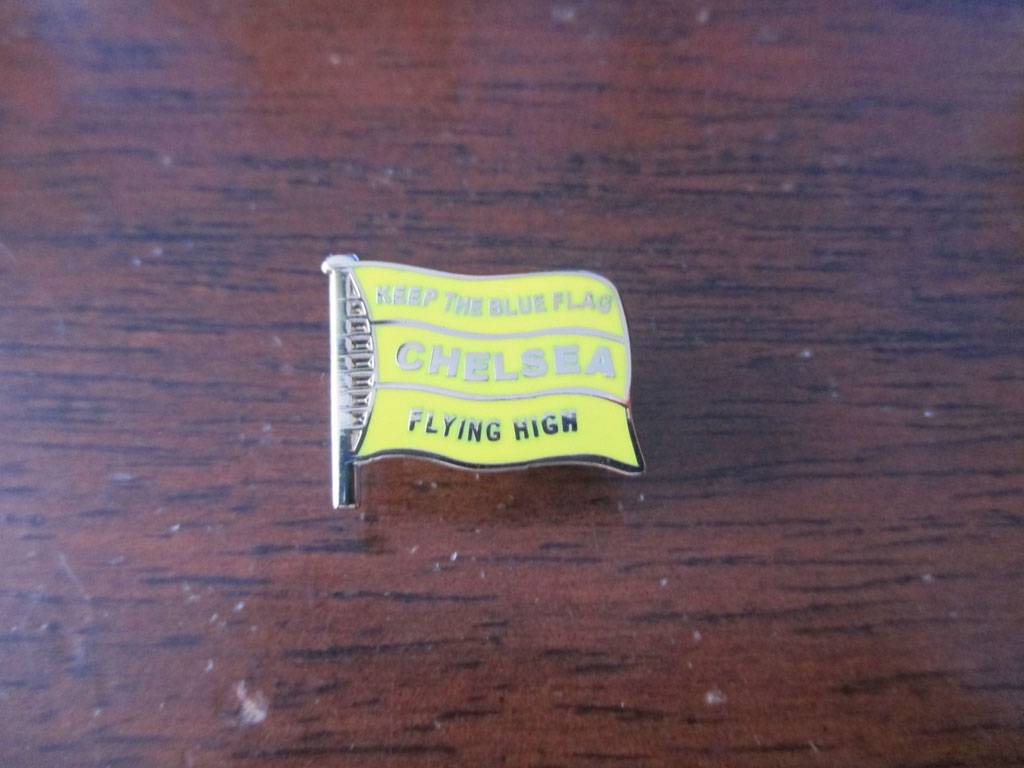 KEEP THE BLUE FLAG
CHELSEA
FLYING HIGH